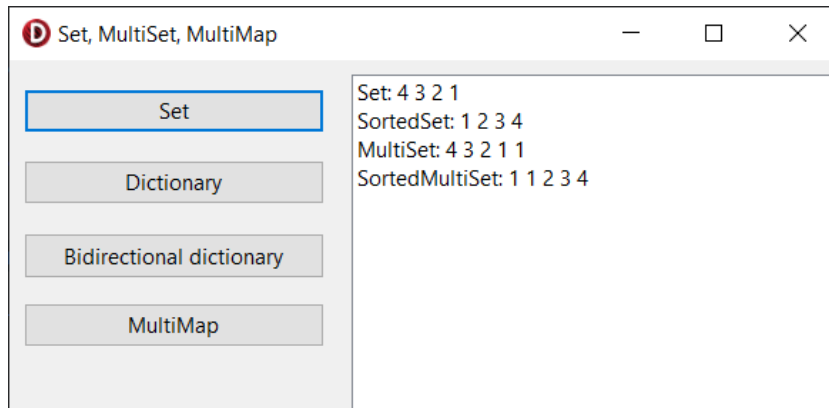 Set, MultiSet, MultiMap
Set
Dictionary
Bidirectional dictionary
MultiMap
Set: 4 3 2 1
SortedSet: 1 2 3 4
MultiSet: 4 3 2 1 1
SortedMultiSet: 1 1 2 3 4